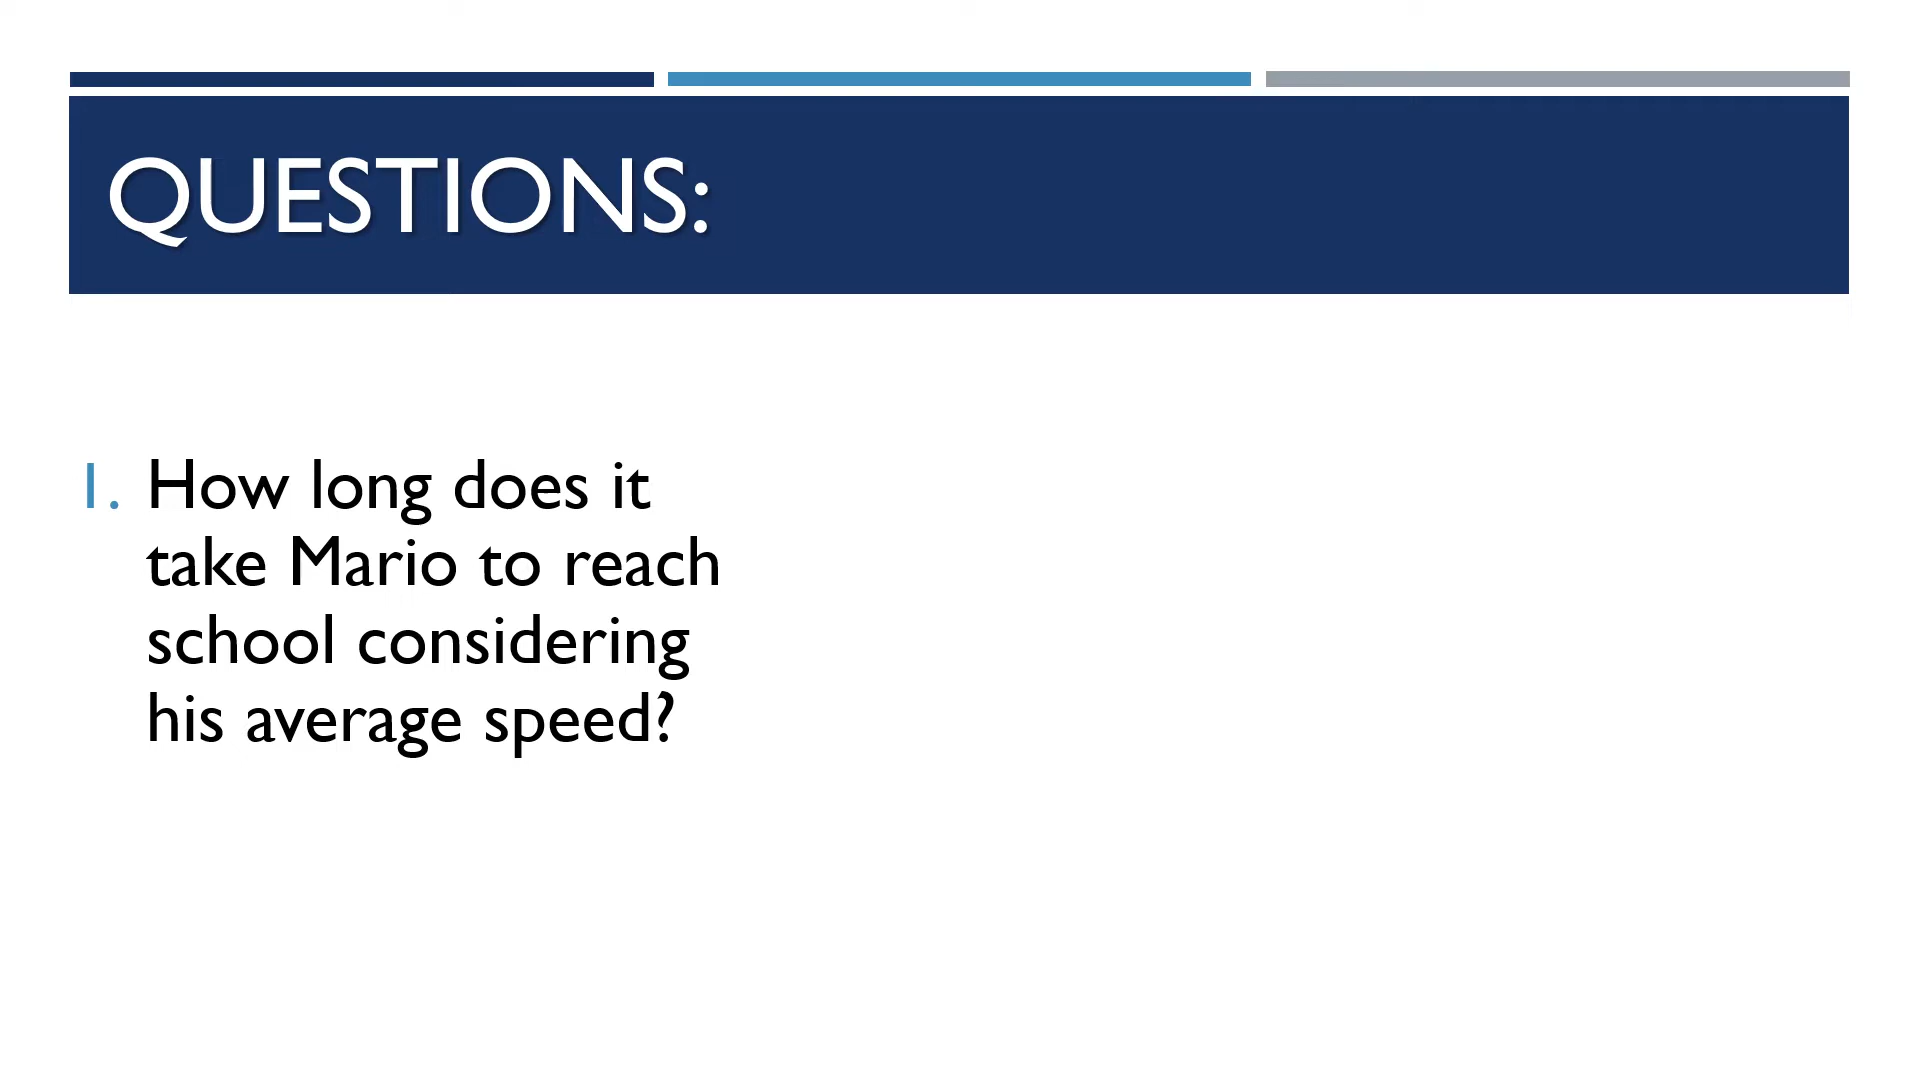 QUESTIONS:
1. How long does it
take Mario to reach
school considering
his average speed?